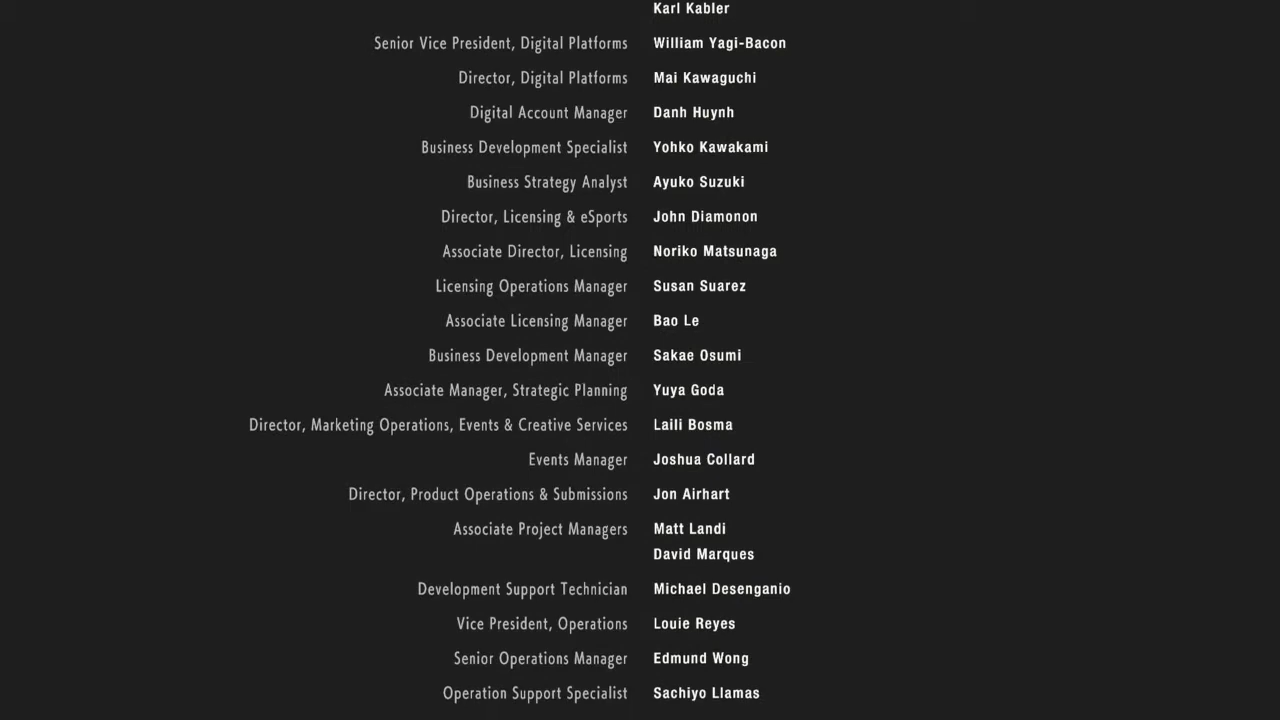 Karl Kabler
Senior Vice President, Digital Platforms William Yagi-Bacon
Director, Digital Platforms Mai Kawaguchi
Digital Account Manager Danh Huynh
Business Development Specialist Yohko Kawakami
Business Strategy Analyst Ayuko Suzuki
Director, Licensing & eSports John Diamonon
Associate Director, Licensing Noriko Matsunaga
Licensing Operations Manager Susan Suarez
Associate Licensing Manager Bao Le
Business Development Manager Sakae Osumi
Associate Manager, Strategic Planning Yuya Goda
Director, Marketing Operations, Events & Creative Services Laili Bosma
Events Manager Joshua Collard
Director, Product Operations & Submissions Jon Airhart
Associate Project Managers Matt Landi
David Marques
Development Support Technician Michael Desenganio
Vice President, Operations Louie Reyes
Senior Operations Manager Edmund Wong
Operation Support Specialist Sachiyo Llamas